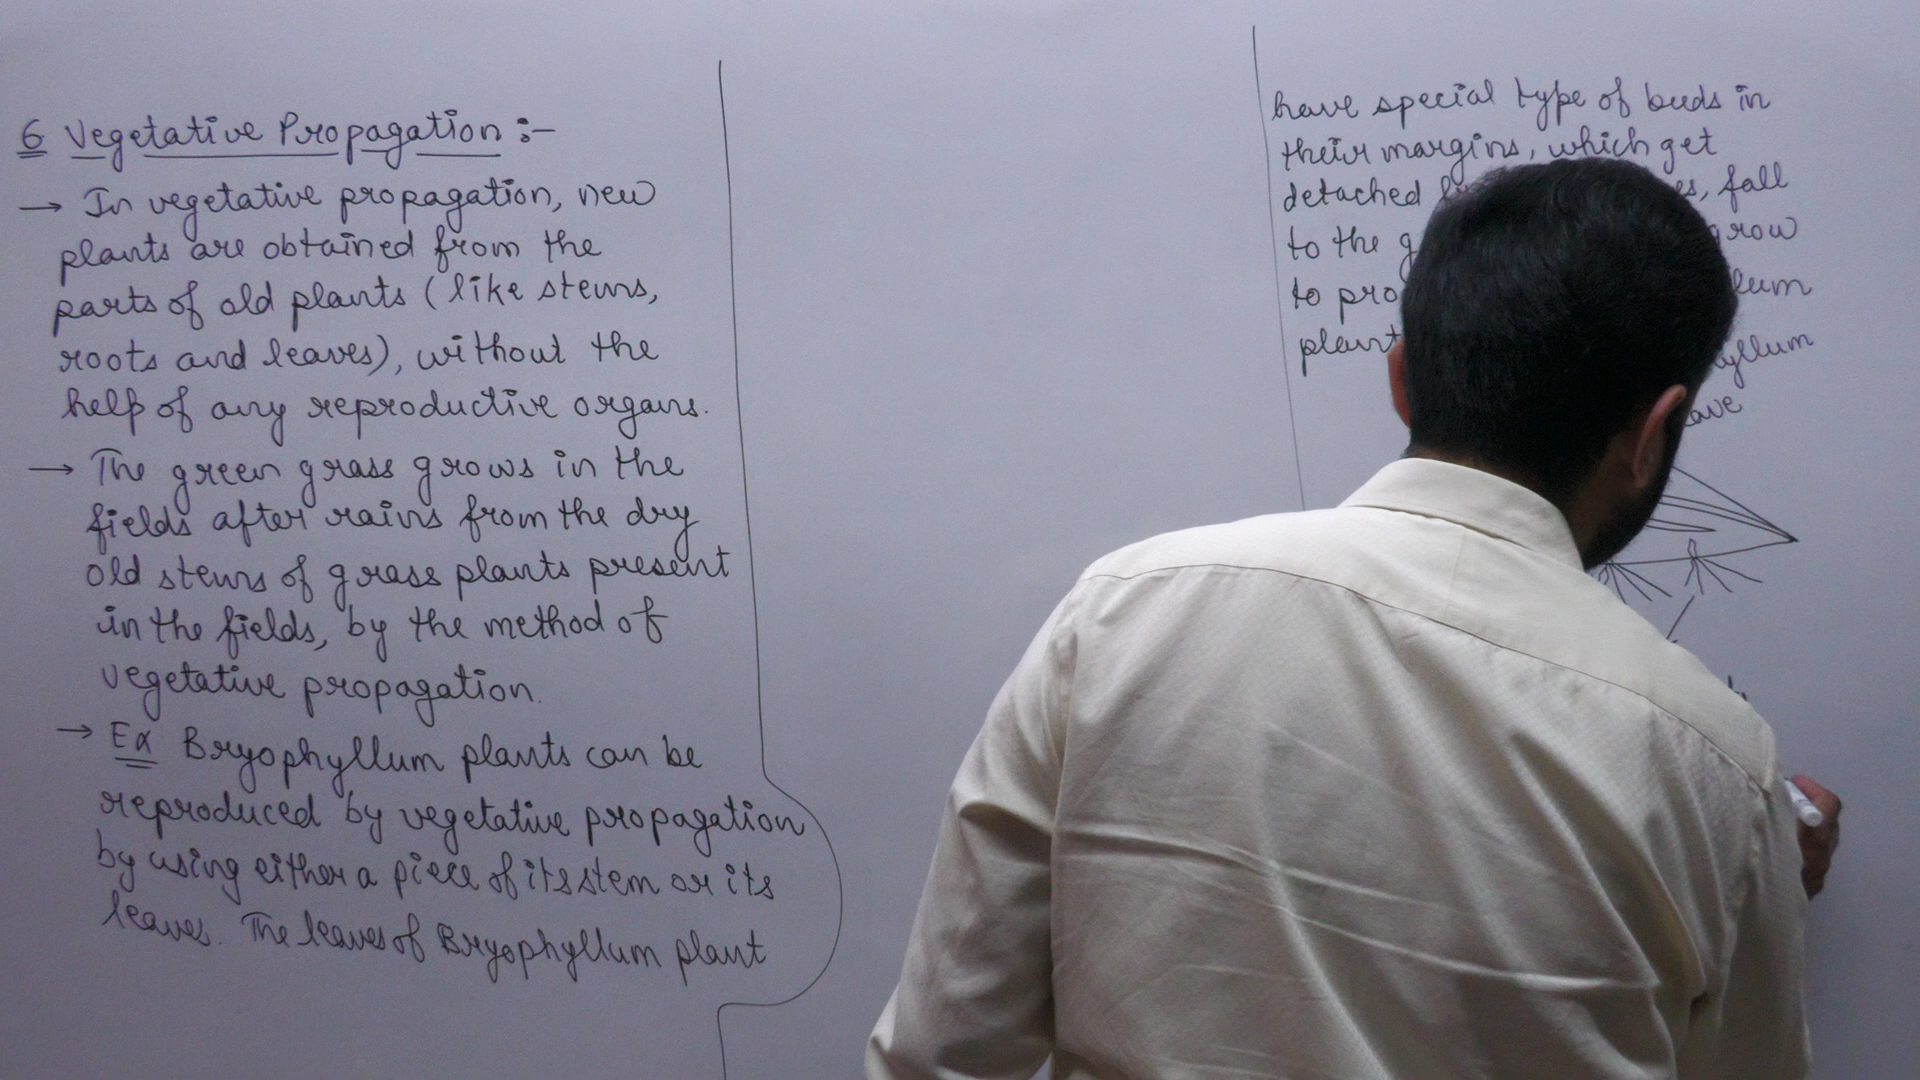 6 Vegetative Propagation :-
→ In vegetative propagation, new
plants are obtained from the
parts of old plants (like stems,
roots and leaves), without the
help of any reproductive organs.
→ The green grass grows in the
fields after rains from the dry
old stems of grass plants present
in the fields, by the method of
vegetative propagation.
→ Ex Bryophyllum plants can be
reproduced by vegetative propagation
by using either a piece of its stem or its
leaves. The leaves of Bryophyllum plant
have special type of buds in
their margins, which get
detached fall
to the grow
to